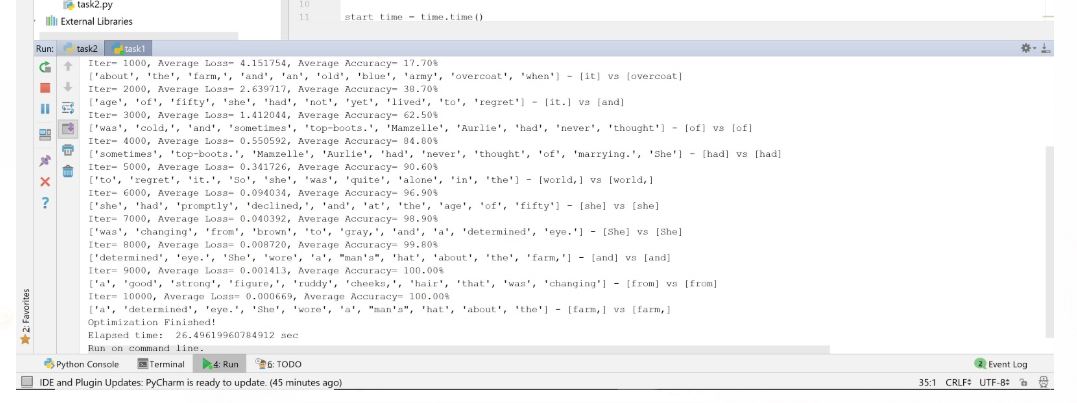 task2.py
External Libraries
10
11 start time = time.time()
Run: task2 task1
Iter= 1000, Average Loss= 4.151754, Average Accuracy= 17.70%
['about', 'the', 'farm,', 'and', 'an', 'old', 'blue', 'army', 'overcoat', 'when'] - [it] vs [overcoat]
Iter= 2000, Average Loss= 2.639717, Average Accuracy= 38.70%
['age', 'of', 'fifty', 'she', 'had', 'not', 'yet', 'lived', 'to', 'regret'] - [it.] vs [and]
Iter= 3000, Average Loss= 1.412044, Average Accuracy= 62.50%
['was', 'cold,', 'and', 'sometimes', 'top-boots.', 'Mamzelle', 'Aurlie', 'had', 'never', 'thought'] - [of] vs [of]
Iter= 4000, Average Loss= 0.550592, Average Accuracy= 84.80%
['sometimes', 'top-boots.', 'Mamzelle', 'Aurlie', 'had', 'never', 'thought', 'of', 'marrying.', 'She'] - [had] vs [had]
Iter= 5000, Average Loss= 0.341726, Average Accuracy= 90.60%
['to', 'regret', 'it.', 'So', 'she', 'was', 'quite', 'alone', 'in', 'the'] - [world,] vs [world,]
Iter= 6000, Average Loss= 0.094034, Average Accuracy= 96.90%
['she', 'had', 'promptly', 'declined,', 'and', 'at', 'the', 'age', 'of', 'fifty'] - [she] vs [she]
Iter= 7000, Average Loss= 0.040392, Average Accuracy= 98.90%
['was', 'changing', 'from', 'brown', 'to', 'gray,', 'and', 'a', 'determined', 'eye.'] - [She] vs [She]
Iter= 8000, Average Loss= 0.008720, Average Accuracy= 99.80%
['determined', 'eye.', 'She', 'wore', 'a', "man's", 'hat', 'about', 'the', 'farm,'] - [and] vs [and]
Iter= 9000, Average Loss= 0.001413, Average Accuracy= 100.00%
['a', 'good', 'strong', 'figure,', 'ruddy', 'cheeks,', 'hair', 'that', 'was', 'changing'] - [from] vs [from]
Iter= 10000, Average Loss= 0.000669, Average Accuracy= 100.00%
['a', 'determined', 'eye.', 'She', 'wore', 'a', "man's", 'hat', 'about', 'the'] - [farm,] vs [farm,]
Optimization Finished!
Elapsed time: 26.49619960784912 sec
Run on command line.
2: Favorites
Python Console Terminal 4: Run 6: TODO 2 Event Log
IDE and Plugin Updates: PyCharm is ready to update. (45 minutes ago) 35:1 CRLF UTF-8